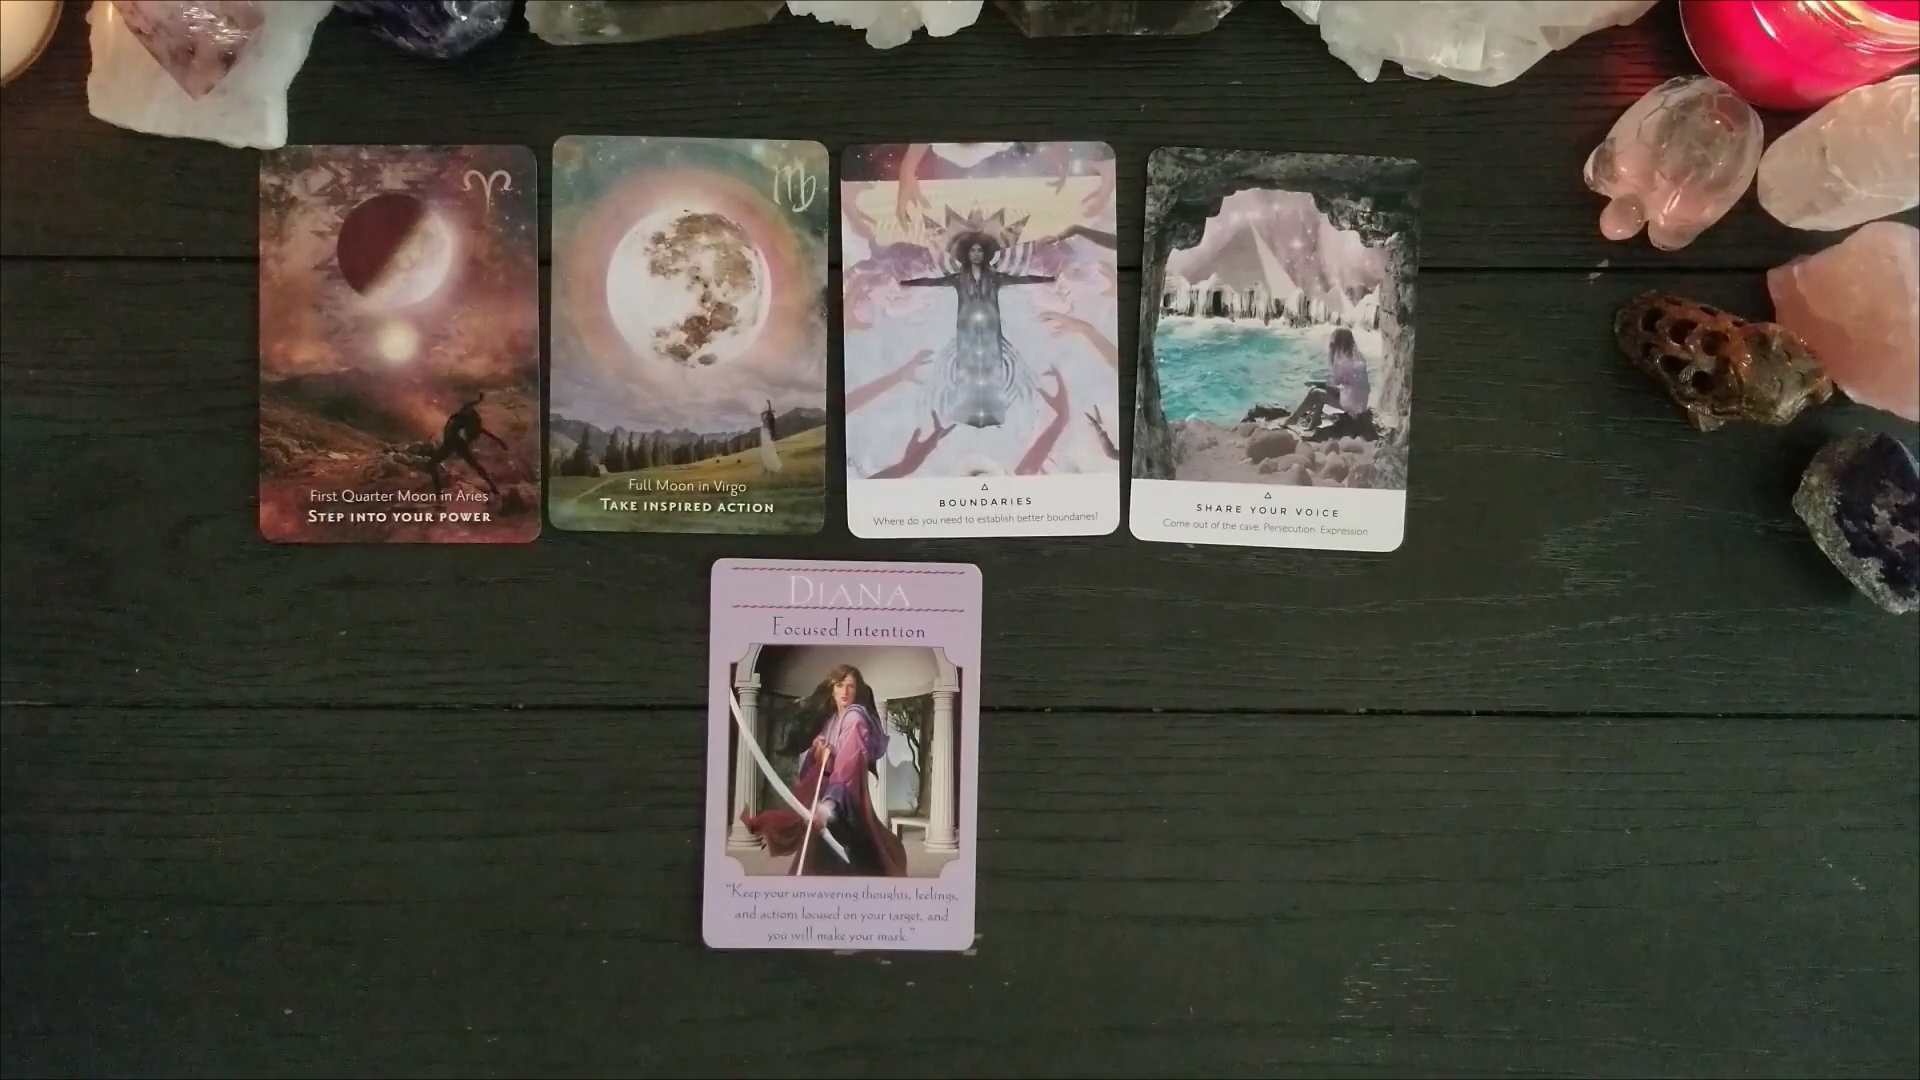 First Quarter Moon in Aries
STEP INTO YOUR POWER
Full Moon in Virgo
TAKE INSPIRED ACTION
BOUNDARIES
Where do you need to establish better boundaries?
SHARE YOUR VOICE
Come out of the cave. Persecution. Expression
DIANA
Focused Intention
"Keep your unwavering thoughts, feelings,
and actions focused on your target, and
you will make your mark."